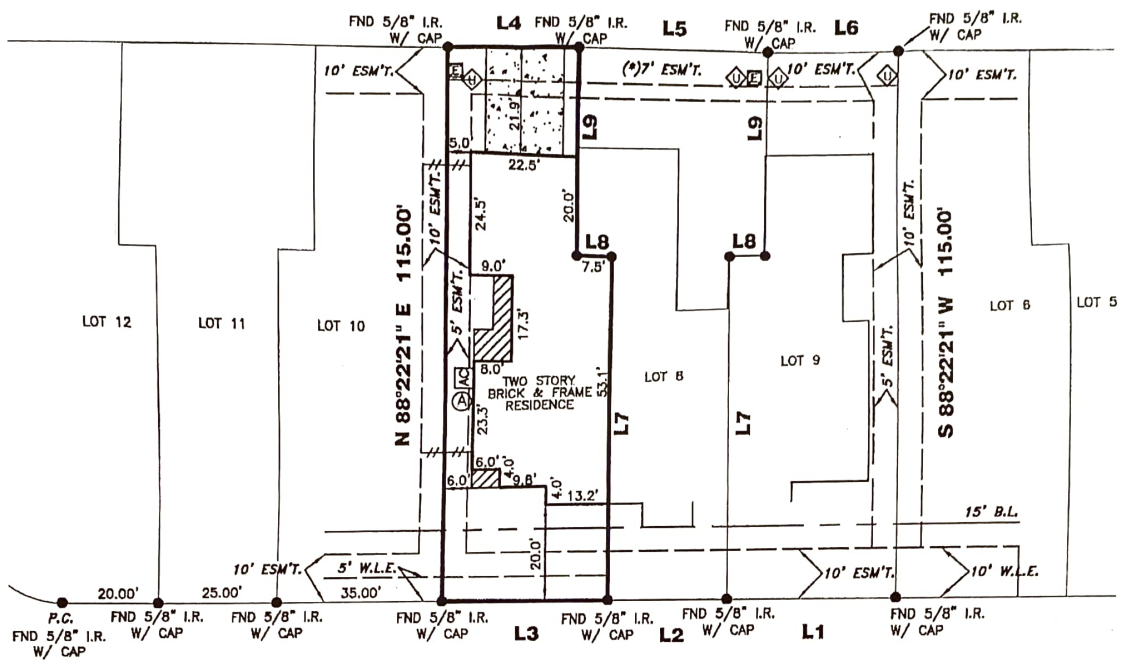 FND 5/8" I.R.
W/ CAP
L4
FND 5/8" I.R.
W/ CAP
L5
FND 5/8" I.R.
W/ CAP
L6
FND 5/8" I.R.
W/ CAP
10' ESM'T.
E
U
(*)7' ESM'T.
U
E
U
10' ESM'T.
U
10' ESM'T.
21.9'
L9
L9
5.0'
22.5'
10' ESM'T.
24.5'
20.0'
10' ESM'T.
N 88°22'21" E 115.00'
S 88°22'21" W 115.00'
L8
7.5'
L8
9.0'
5' ESM'T.
17.3'
LOT 12
LOT 11
LOT 10
LOT 6
LOT 5
8.0'
AC
A
TWO STORY
BRICK & FRAME
RESIDENCE
53.1'
LOT 8
LOT 9
5' ESM'T.
23.3'
L7
L7
6.0'
4.0'
6.0'
9.8'
4.0'
13.2'
15' B.L.
20.0'
10' ESM'T.
5' W.L.E.
10' ESM'T.
10' W.L.E.
20.00'
25.00'
35.00'
P.C.
FND 5/8" I.R.
W/ CAP
FND 5/8" I.R.
W/ CAP
FND 5/8" I.R.
W/ CAP
FND 5/8" I.R.
W/ CAP
L3
FND 5/8" I.R.
W/ CAP
L2
FND 5/8" I.R.
W/ CAP
L1
FND 5/8" I.R.
W/ CAP